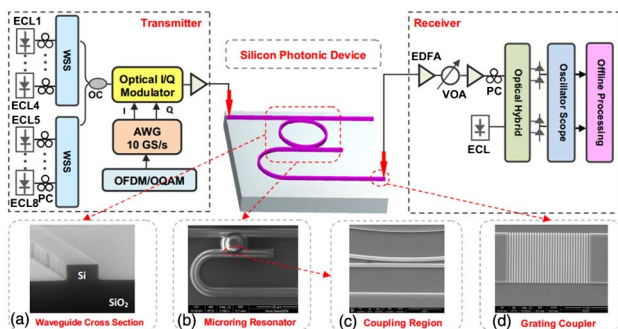 Transmitter
ECL1
ECL4
ECL5
ECL8
PC
WSS
WSS
OC
Optical I/Q
Modulator
I
Q
AWG
10 GS/s
OFDM/OQAM
Silicon Photonic Device
Receiver
EDFA
VOA
PC
ECL
Optical Hybrid
Oscillator
Scope
Offline
Processing
Si
SiO2
(a) Waveguide Cross Section
(b) Microring Resonator
(c) Coupling Region
(d) Grating Coupler